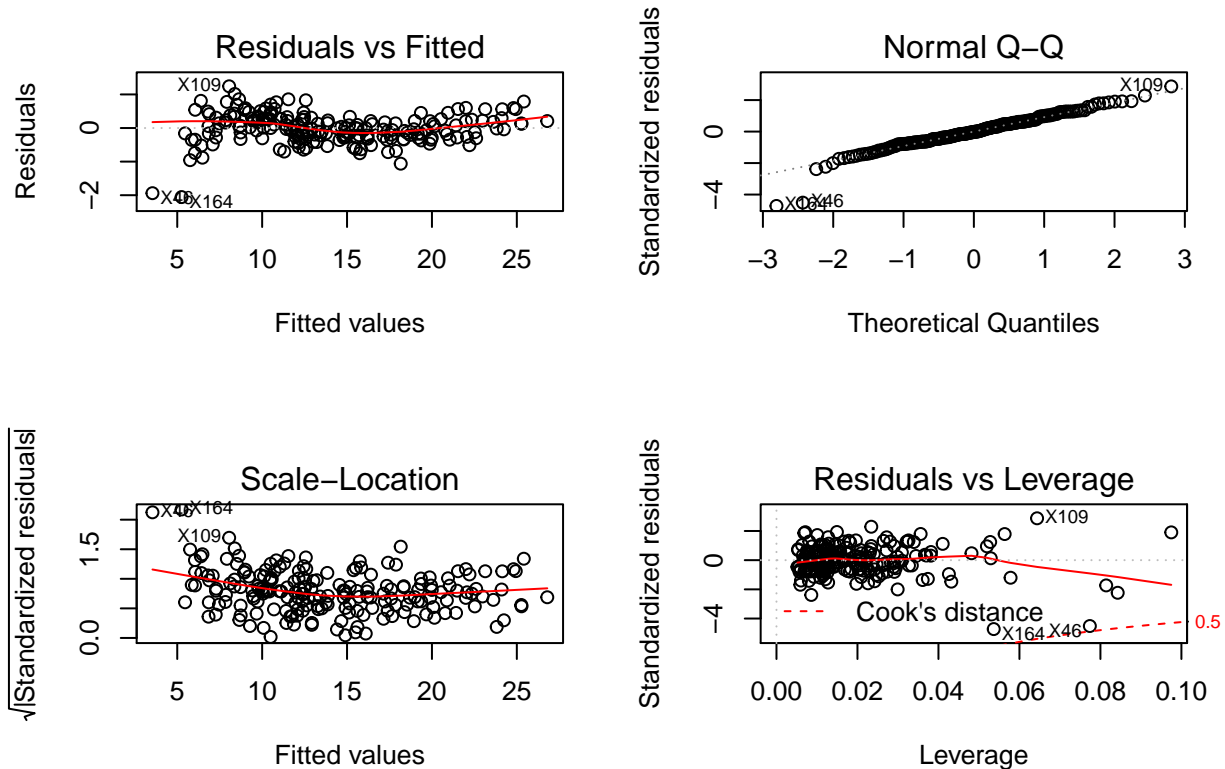 Residuals vs Fitted
Residuals
X109
X46
X164
0
−2
5 10 15 20 25
Fitted values
Normal Q−Q
Standardized residuals
X109
X164
X46
0
−4
−3 −2 −1 0 1 2 3
Theoretical Quantiles
Scale−Location
√|Standardized residuals|
X46
X164
X109
1.5
0.0
5 10 15 20 25
Fitted values
Residuals vs Leverage
Standardized residuals
X109
0
−4
Cook's distance
X164
X46
0.5
0.00 0.02 0.04 0.06 0.08 0.10
Leverage